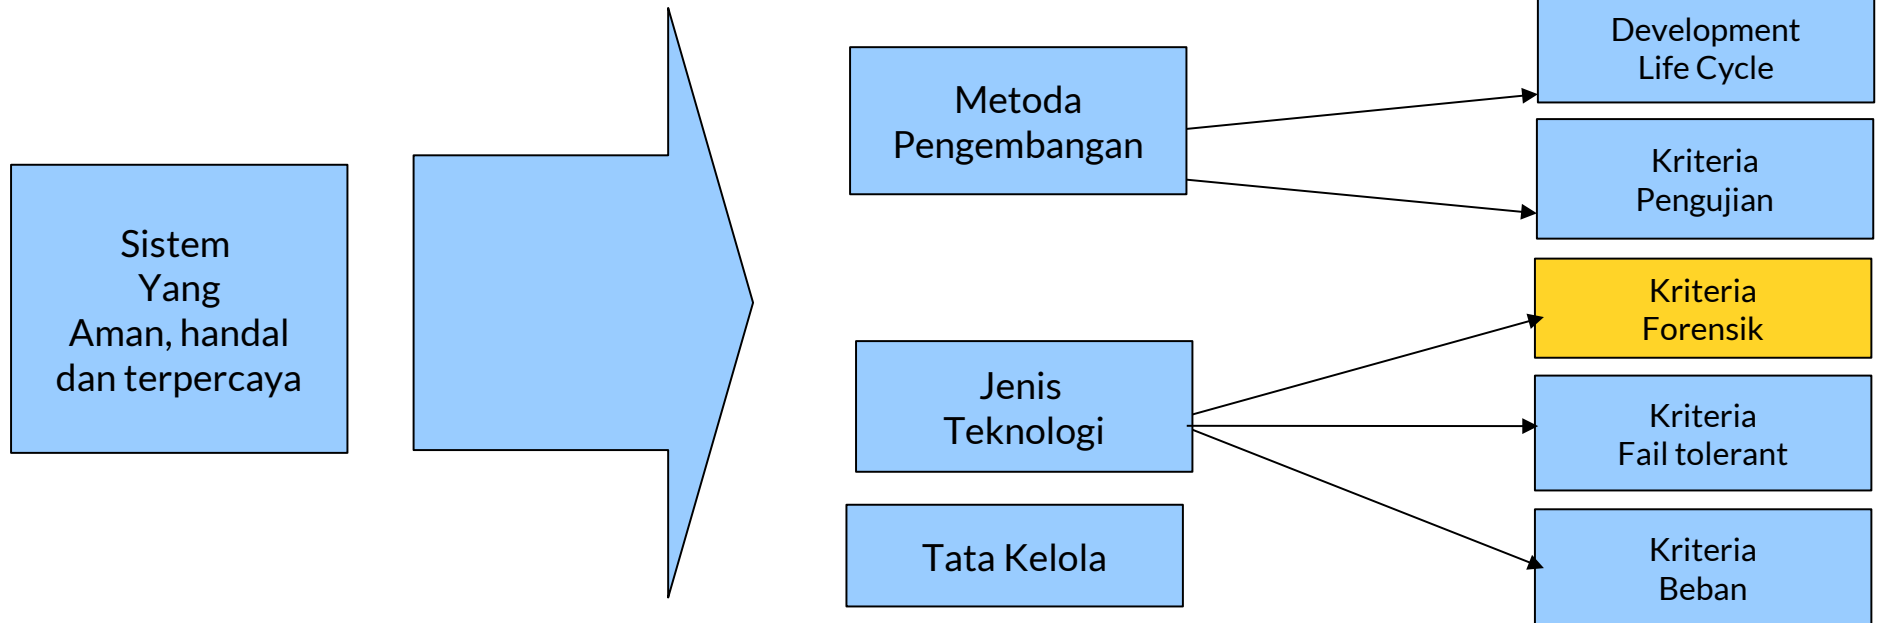 Sistem
Yang
Aman, handal
dan terpercaya
Metoda
Pengembangan
Jenis
Teknologi
Tata Kelola
Development
Life Cycle
Kriteria
Pengujian
Kriteria
Forensik
Kriteria
Fail tolerant
Kriteria
Beban